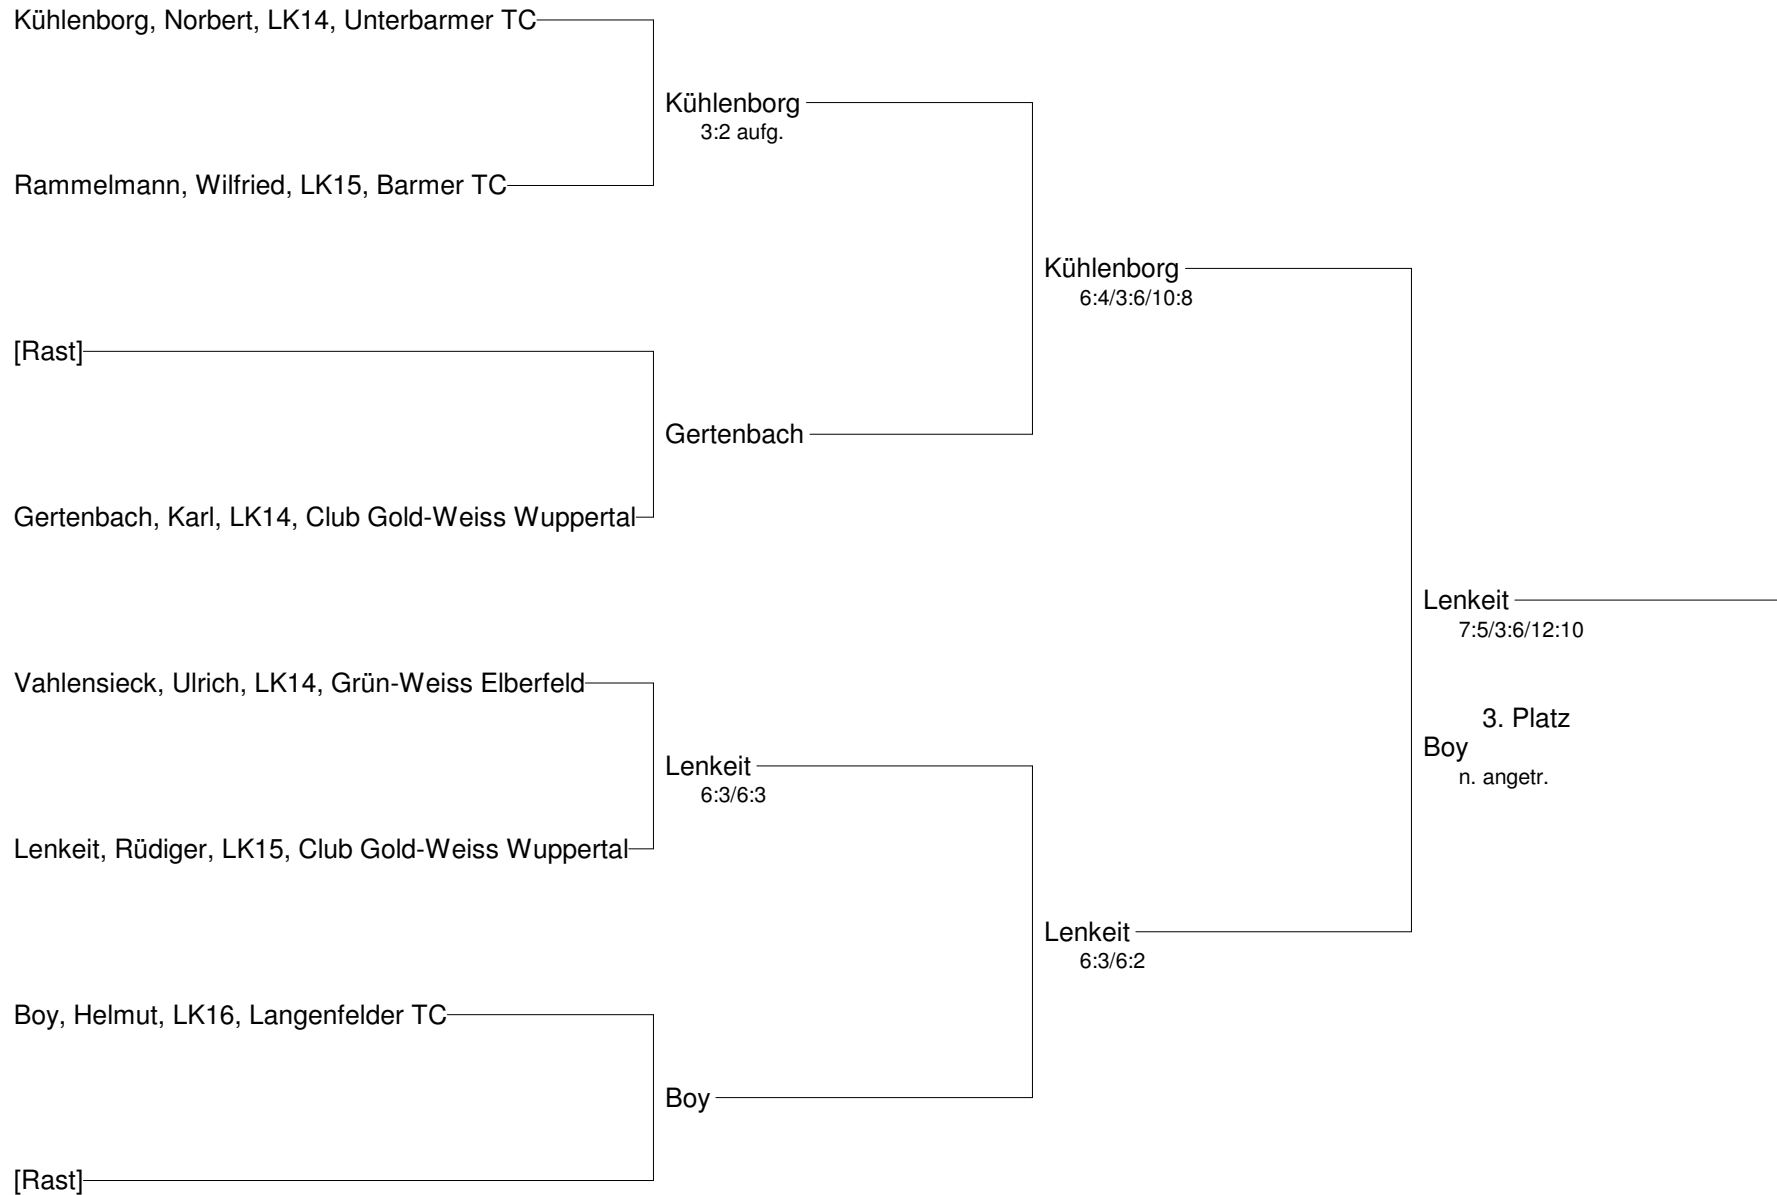 Kühlenborg, Norbert, LK14, Unterbarmer TC
Kühlenborg
3:2 aufg.
Rammelmann, Wilfried, LK15, Barmer TC
Kühlenborg
6:4/3:6/10:8
[Rast]
Gertenbach
Gertenbach, Karl, LK14, Club Gold-Weiss Wuppertal
Lenkeit
7:5/3:6/12:10
Vahlensieck, Ulrich, LK14, Grün-Weiss Elberfeld
3. Platz
Boy
n. angetr.
Lenkeit
6:3/6:3
Lenkeit, Rüdiger, LK15, Club Gold-Weiss Wuppertal
Lenkeit
6:3/6:2
Boy, Helmut, LK16, Langenfelder TC
Boy
[Rast]